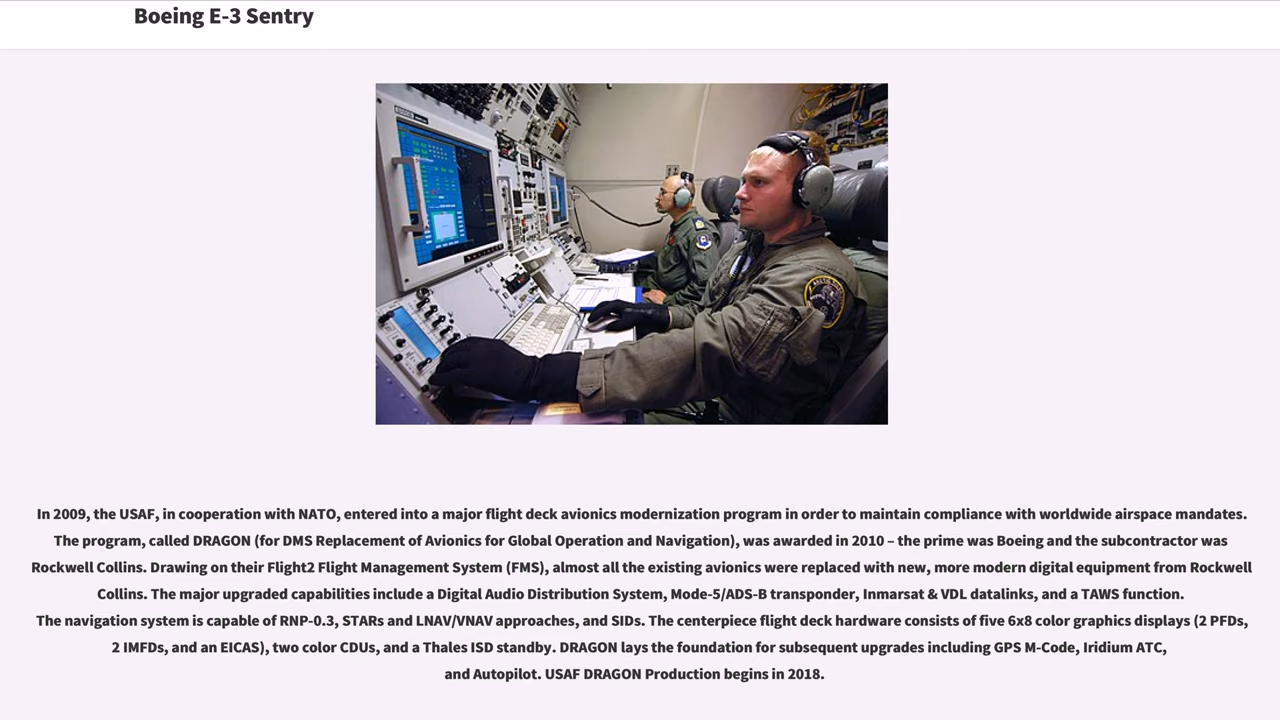 Boeing E-3 Sentry
In 2009, the USAF, in cooperation with NATO, entered into a major flight deck avionics modernization program in order to maintain compliance with worldwide airspace mandates.
The program, called DRAGON (for DMS Replacement of Avionics for Global Operation and Navigation), was awarded in 2010 – the prime was Boeing and the subcontractor was
Rockwell Collins. Drawing on their Flight2 Flight Management System (FMS), almost all the existing avionics were replaced with new, more modern digital equipment from Rockwell
Collins. The major upgraded capabilities include a Digital Audio Distribution System, Mode-5/ADS-B transponder, Inmarsat & VDL datalinks, and a TAWS function.
The navigation system is capable of RNP-0.3, STARs and LNAV/VNAV approaches, and SIDs. The centerpiece flight deck hardware consists of five 6x8 color graphics displays (2 PFDs,
2 IMFDs, and an EICAS), two color CDUs, and a Thales ISD standby. DRAGON lays the foundation for subsequent upgrades including GPS M-Code, Iridium ATC,
and Autopilot. USAF DRAGON Production begins in 2018.